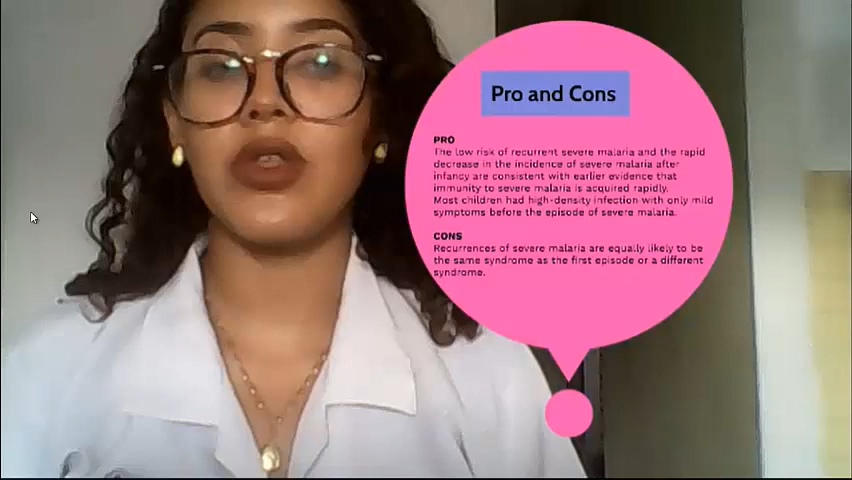 Pro and Cons
PRO
The low risk of recurrent severe malaria and the rapid
decrease in the incidence of severe malaria after
infancy are consistent with earlier evidence that
immunity to severe malaria is acquired rapidly.
Most children had high-density infection with only mild
symptoms before the episode of severe malaria.
CONS
Recurrences of severe malaria are equally likely to be
the same syndrome as the first episode or a different
syndrome.